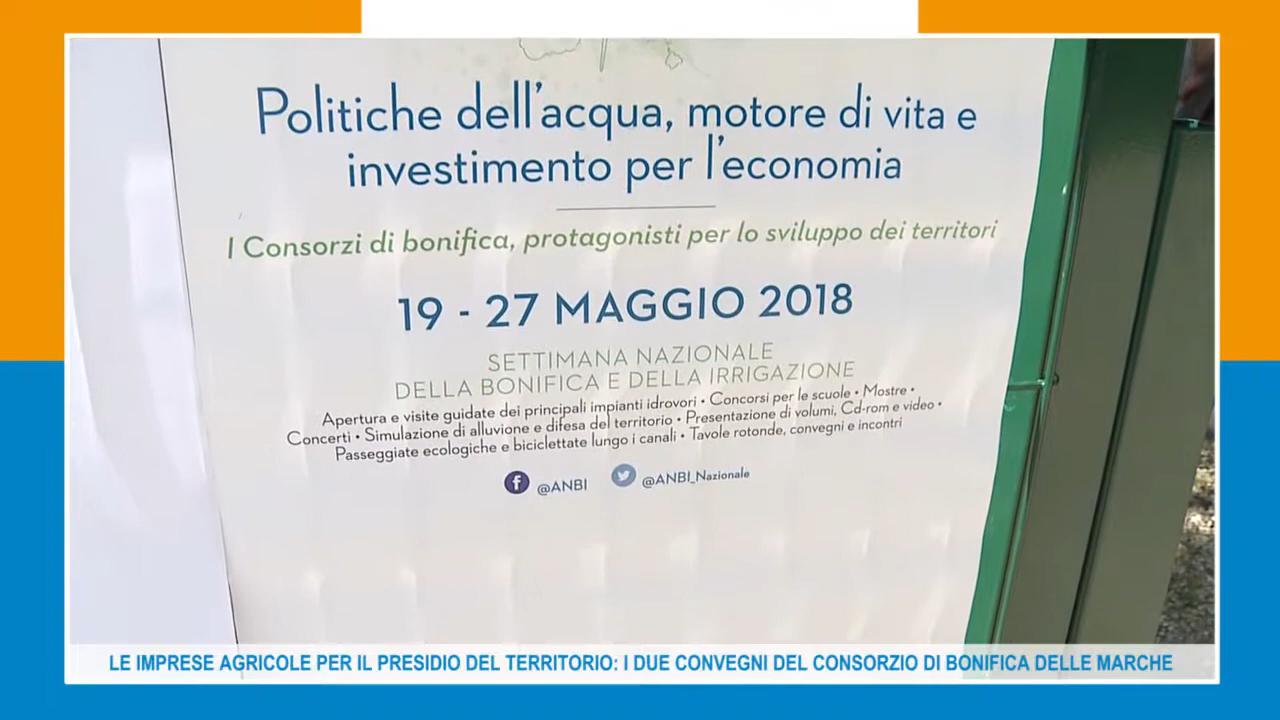 Politiche dell'acqua, motore di vita e
investimento per l'economia
I Consorzi di bonifica, protagonisti per lo sviluppo dei territori
19 - 27 MAGGIO 2018
SETTIMANA NAZIONALE
DELLA BONIFICA E DELLA IRRIGAZIONE
Apertura e visite guidate dei principali impianti idrovori • Concorsi per le scuole • Mostre •
Concerti • Simulazione di alluvione e difesa del territorio • Presentazione di volumi, Cd-rom e video •
Passeggiate ecologiche e biciclettate lungo i canali • Tavole rotonde, convegni e incontri
@ANBI @ANBI_Nazionale
LE IMPRESE AGRICOLE PER IL PRESIDIO DEL TERRITORIO: I DUE CONVEGNI DEL CONSORZIO DI BONIFICA DELLE MARCHE